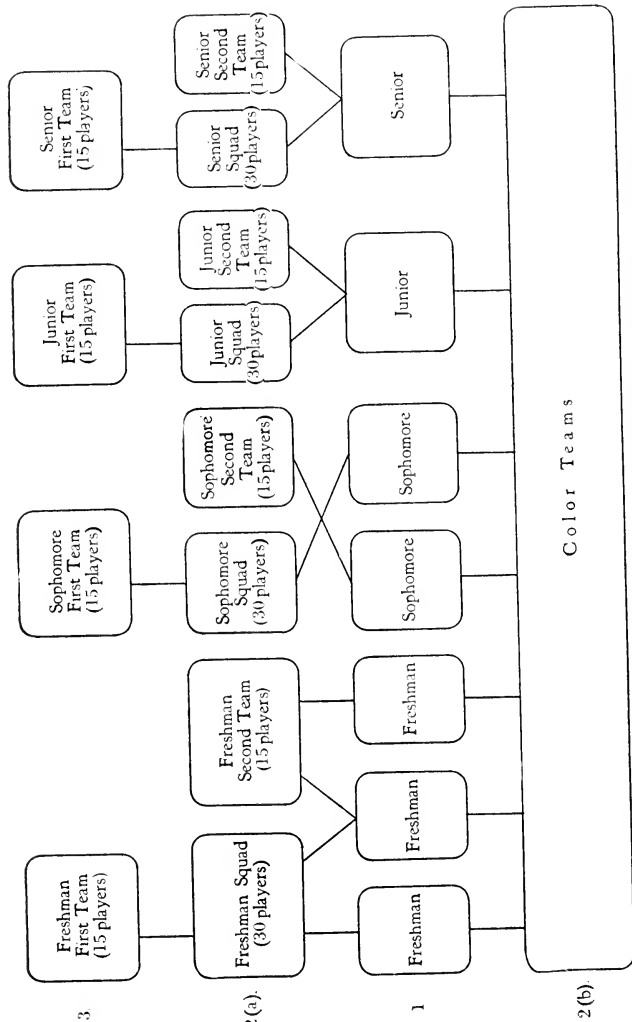 3.
Freshman
First Team
(15 players)
Sophomore
First Team
(15 players)
Junior
First Team
(15 players)
Senior
First Team
(15 players)
2(a).
Freshman Squad
(30 players)
Freshman
Second Team
(15 players)
Sophomore
Squad
(30 players)
Sophomore
Second
Team
(15 players)
Junior
Squad
(30 players)
Junior
Second
Team
(15 players)
Senior
Squad
(30 players)
Senior
Second
Team
(15 players)
1
Freshman
Freshman
Freshman
Sophomore
Sophomore
Junior
Senior
2(b).
Color Teams